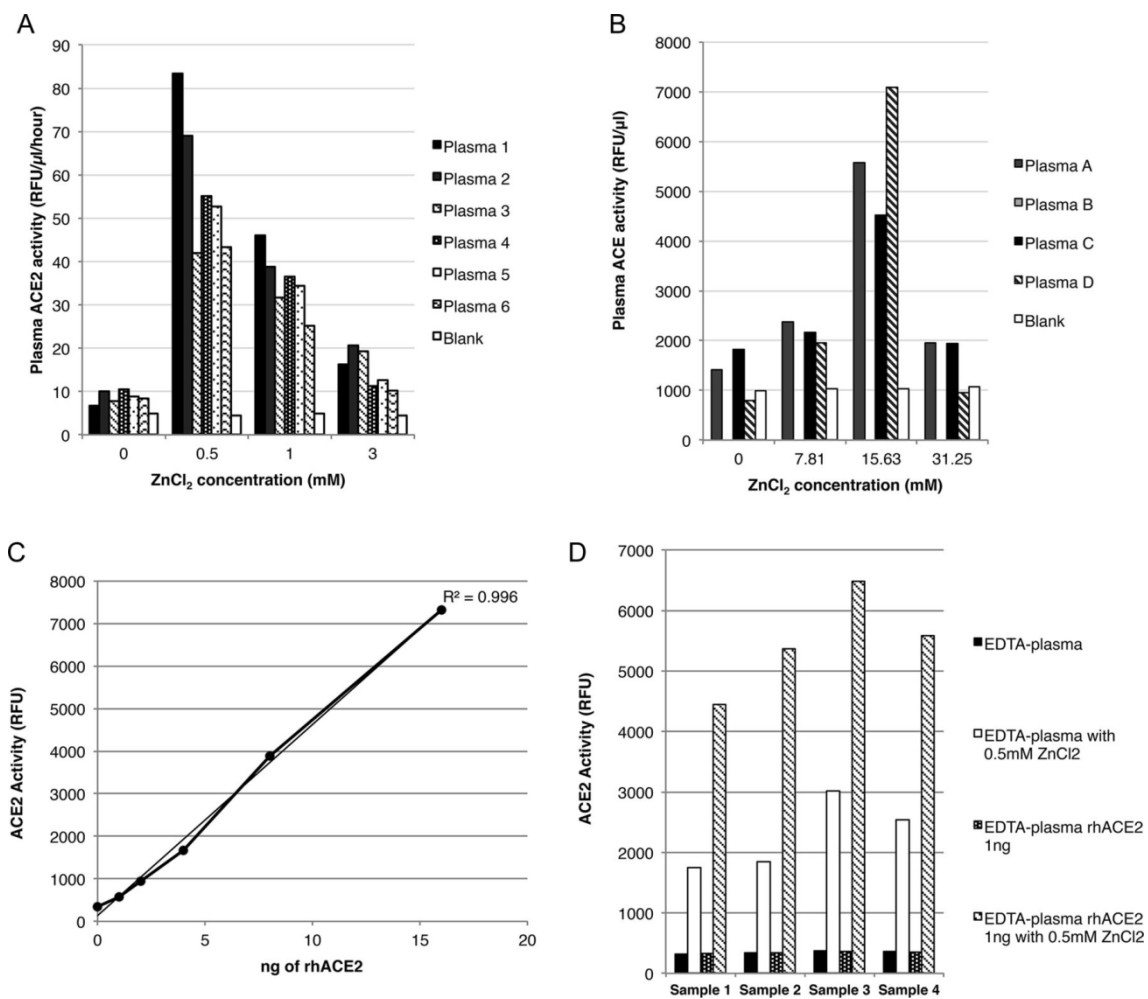 A
Plasma ACE2 activity (RFU/µl/hour)
90
80
70
60
50
40
30
20
10
0
0 0.5 1 3
ZnCl₂ concentration (mM)
Plasma 1
Plasma 2
Plasma 3
Plasma 4
Plasma 5
Plasma 6
Blank
B
Plasma ACE activity (RFU/µl)
8000
7000
6000
5000
4000
3000
2000
1000
0
0 7.81 15.63 31.25
ZnCl₂ concentration (mM)
Plasma A
Plasma B
Plasma C
Plasma D
Blank
C
ACE2 Activity (RFU)
8000
7000
6000
5000
4000
3000
2000
1000
0
R² = 0.996
0 5 10 15 20
ng of rhACE2
D
ACE2 Activity (RFU)
7000
6000
5000
4000
3000
2000
1000
0
Sample 1 Sample 2 Sample 3 Sample 4
EDTA-plasma
EDTA-plasma with
0.5mM ZnCl2
EDTA-plasma rhACE2
1ng
EDTA-plasma rhACE2
1ng with 0.5mM ZnCl2